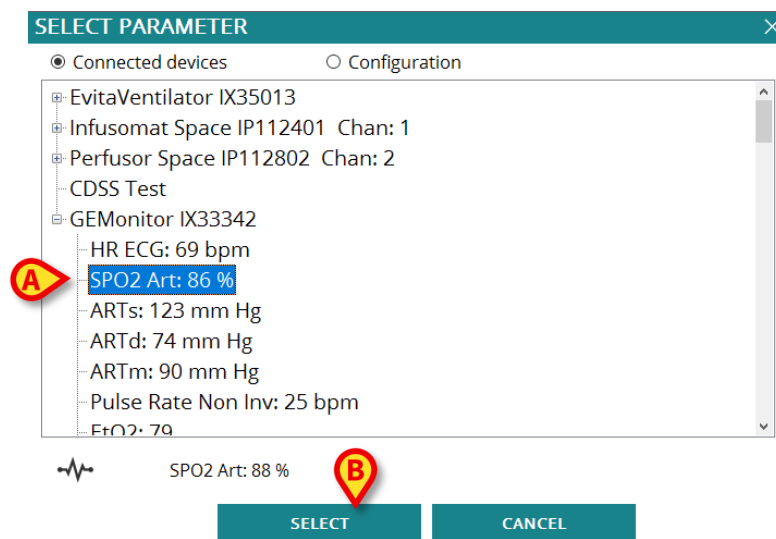 SELECT PARAMETER
Connected devices Configuration
EvitaVentilator IX35013
Infusomat Space IP112401 Chan: 1
Perfusor Space IP112802 Chan: 2
CDSS Test
GEMonitor IX33342
HR ECG: 69 bpm
A
SPO2 Art: 86 %
ARTs: 123 mm Hg
ARTd: 74 mm Hg
ARTm: 90 mm Hg
Pulse Rate Non Inv: 25 bpm
EtO2: 79
SPO2 Art: 88 %
B
SELECT CANCEL